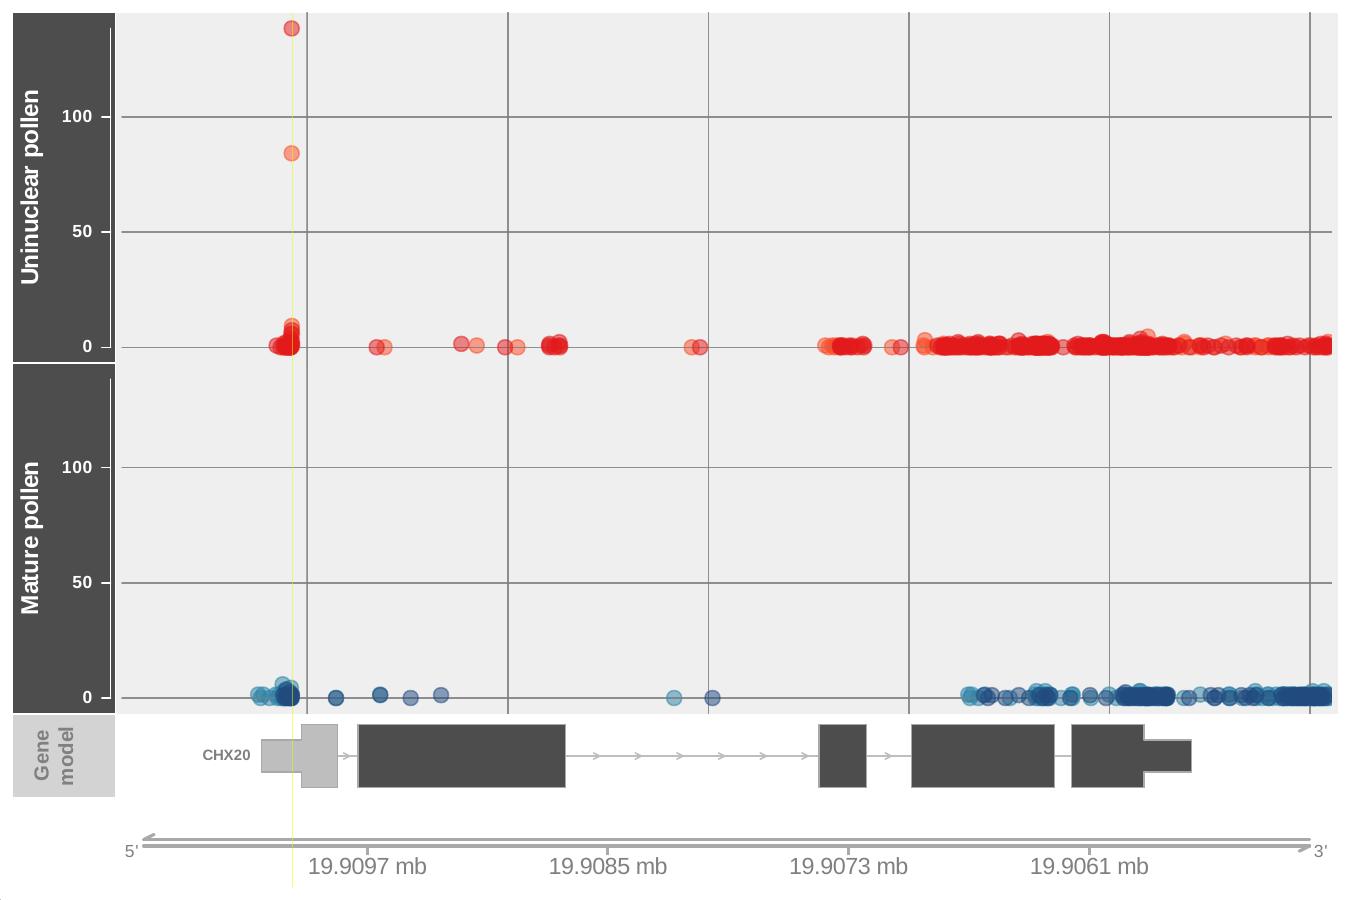 Uninuclear pollen
100
50
0
Mature pollen
100
50
0
Gene
model
CHX20
5'
3'
19.9097 mb
19.9085 mb
19.9073 mb
19.9061 mb